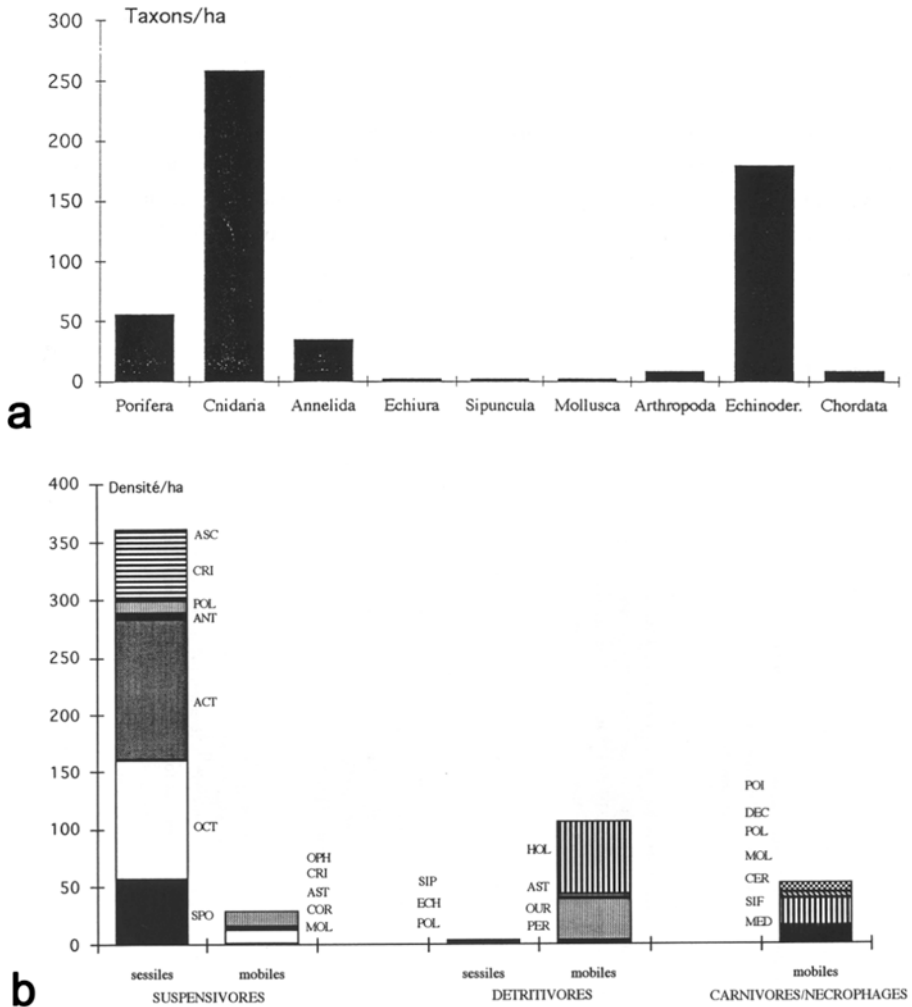 Taxons/ha
300
250
200
150
100
50
0
Porifera Cnidaria Annelida Echiura Sipuncula Mollusca Arthropoda Echinoder. Chordata
a
Densité/ha
400
350
300
250
200
150
100
50
0
ASC
CRI
POL
ANT
ACT
OCT
SPO
OPH
CRI
AST
COR
MOL
SIP
ECH
POL
HOL
AST
OUR
PER
POI
DEC
POL
MOL
CER
SIF
MED
sessiles mobiles sessiles mobiles mobiles
SUSPENSIVORES DETRITIVORES CARNIVORES/NECROPHAGES
b